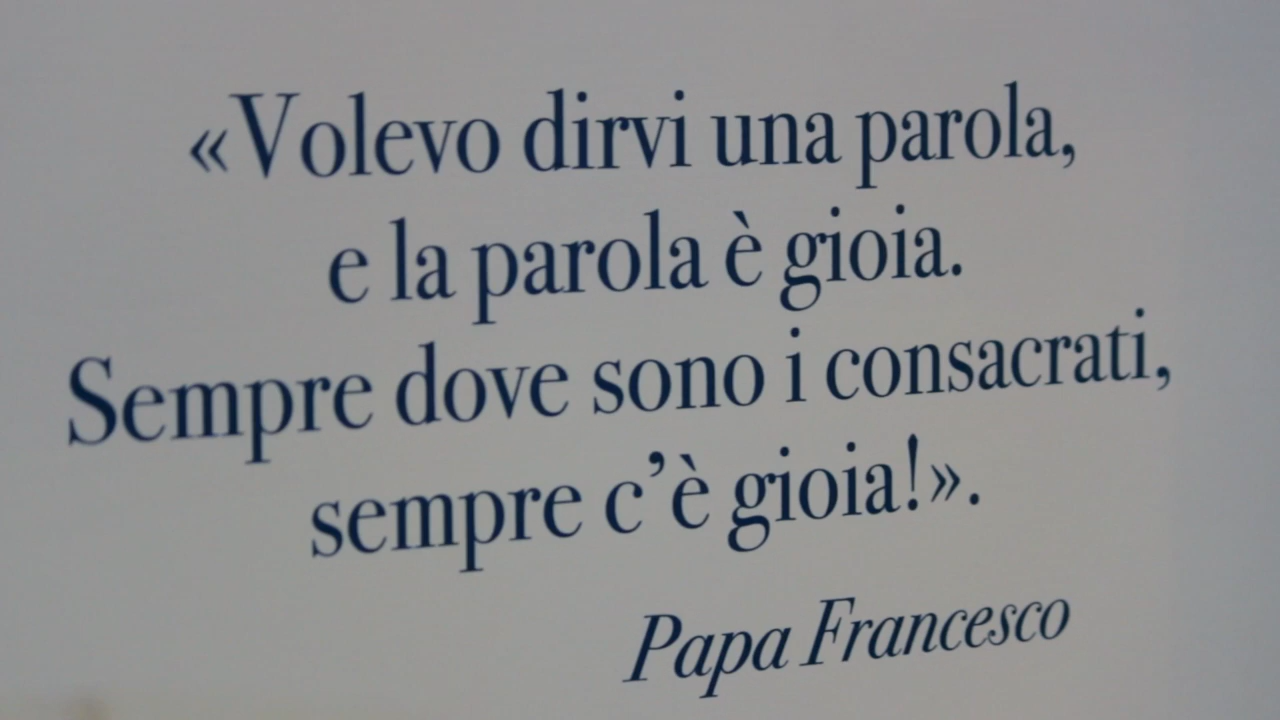 «Volevo dirvi una parola,
e la parola è gioia.
Sempre dove sono i consacrati,
sempre c’è gioia!».
Papa Francesco